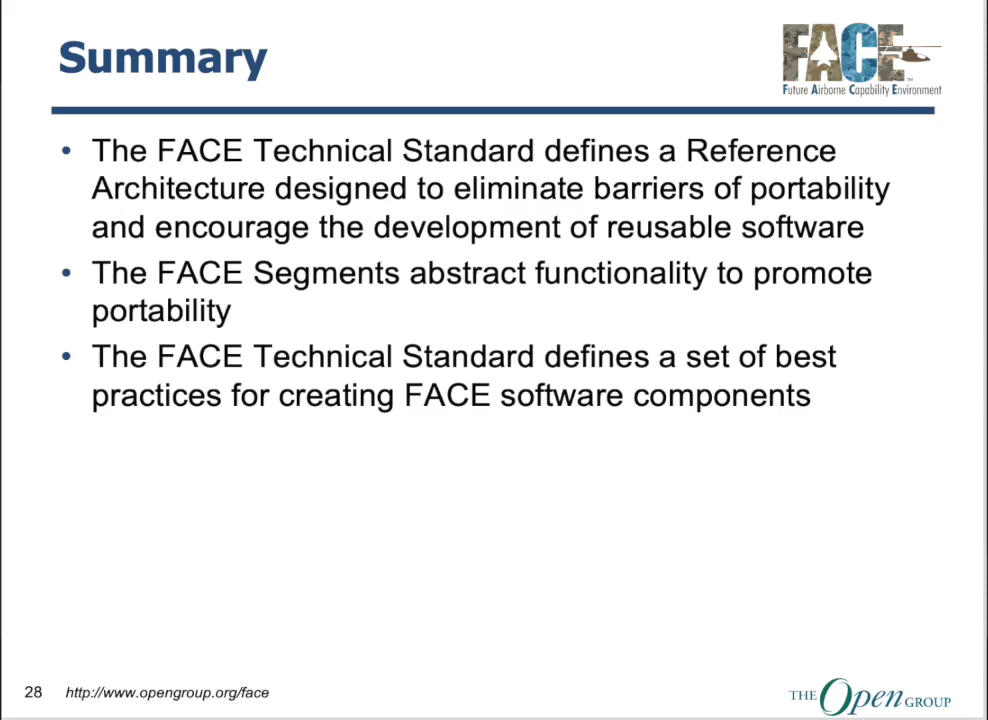 Summary
FACE™
Future Airborne Capability Environment
• The FACE Technical Standard defines a Reference
Architecture designed to eliminate barriers of portability
and encourage the development of reusable software
• The FACE Segments abstract functionality to promote
portability
• The FACE Technical Standard defines a set of best
practices for creating FACE software components
28 http://www.opengroup.org/face
THE Open GROUP